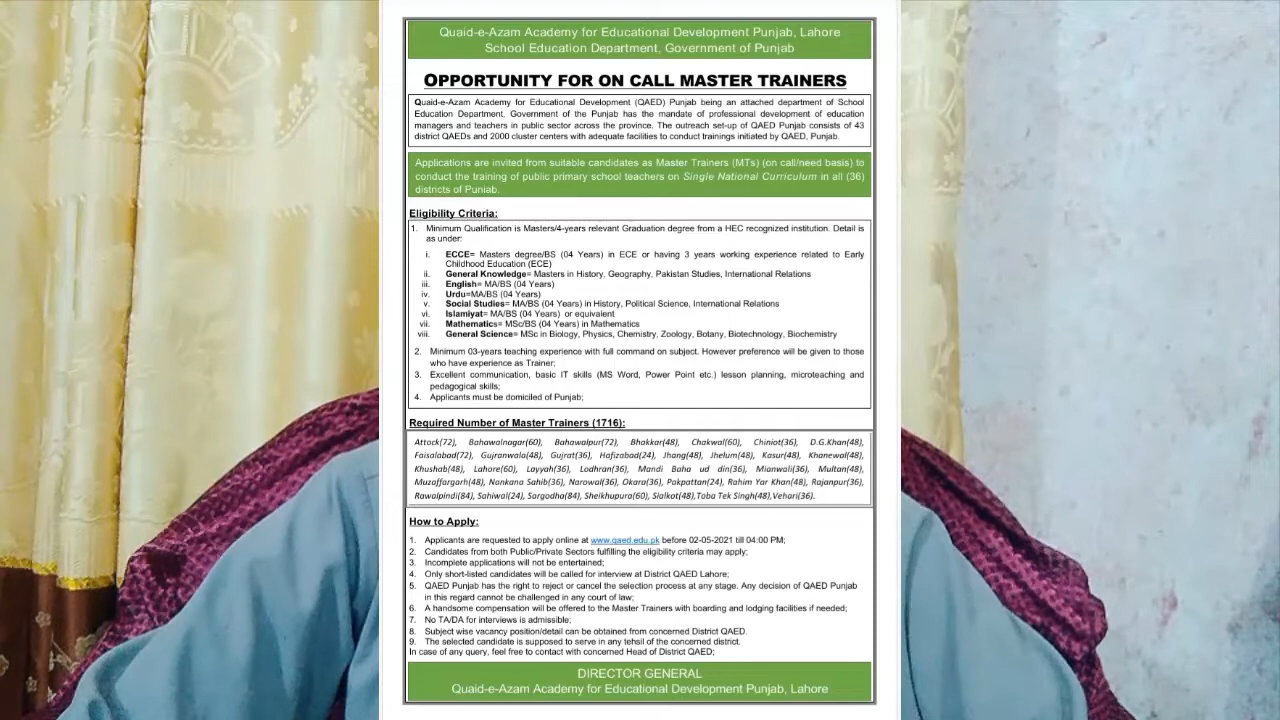 Quaid-e-Azam Academy for Educational Development Punjab, Lahore
School Education Department, Government of Punjab
OPPORTUNITY FOR ON CALL MASTER TRAINERS
Quaid-e-Azam Academy for Educational Development (QAED) Punjab being an attached department of School
Education Department, Government of the Punjab has the mandate of professional development of education
managers and teachers in public sector across the province. The outreach set-up of QAED Punjab consists of 43
district QAEDs and 2000 cluster centers with adequate facilities to conduct trainings initiated by QAED, Punjab.
Applications are invited from suitable candidates as Master Trainers (MTs) (on call/need basis) to
conduct the training of public primary school teachers on Single National Curriculum in all (36)
districts of Punjab.
Eligibility Criteria:
1. Minimum Qualification is Masters/4-years relevant Graduation degree from a HEC recognized institution. Detail is
as under:
i. ECCE= Masters degree/BS (04 Years) in ECE or having 3 years working experience related to Early
Childhood Education (ECE)
ii. General Knowledge= Masters in History, Geography, Pakistan Studies, International Relations
iii. English= MA/BS (04 Years)
iv. Urdu=MA/BS (04 Years)
v. Social Studies= MA/BS (04 Years) in History, Political Science, International Relations
vi. Islamiyat= MA/BS (04 Years) or equivalent
vii. Mathematics= MSc/BS (04 Years) in Mathematics
viii. General Science= MSc in Biology, Physics, Chemistry, Zoology, Botany, Biotechnology, Biochemistry
2. Minimum 03-years teaching experience with full command on subject. However preference will be given to those
who have experience as Trainer;
3. Excellent communication, basic IT skills (MS Word, Power Point etc.) lesson planning, microteaching and
pedagogical skills;
4. Applicants must be domiciled of Punjab;
Required Number of Master Trainers (1716):
Attock(72), Bahawalnagar(60), Bahawalpur(72), Bhakkar(48), Chakwal(60), Chiniot(36), D.G.Khan(48),
Faisalabad(72), Gujranwala(48), Gujrat(36), Hafizabad(24), Jhang(48), Jhelum(48), Kasur(48), Khanewal(48),
Khushab(48), Lahore(60), Layyah(36), Lodhran(36), Mandi Baha ud din(36), Mianwali(36), Multan(48),
Muzaffargarh(48), Nankana Sahib(36), Narowal(36), Okara(36), Pakpattan(24), Rahim Yar Khan(48), Rajanpur(36),
Rawalpindi(84), Sahiwal(24), Sargodha(84), Sheikhupura(60), Sialkot(48),Toba Tek Singh(48),Vehari(36).
How to Apply:
1. Applicants are requested to apply online at www.qaed.edu.pk before 02-05-2021 till 04:00 PM;
2. Candidates from both Public/Private Sectors fulfilling the eligibility criteria may apply;
3. Incomplete applications will not be entertained;
4. Only short-listed candidates will be called for interview at District QAED Lahore;
5. QAED Punjab has the right to reject or cancel the selection process at any stage. Any decision of QAED Punjab
in this regard cannot be challenged in any court of law;
6. A handsome compensation will be offered to the Master Trainers with boarding and lodging facilities if needed;
7. No TA/DA for interviews is admissible;
8. Subject wise vacancy position/detail can be obtained from concerned District QAED.
9. The selected candidate is supposed to serve in any tehsil of the concerned district.
In case of any query, feel free to contact with concerned Head of District QAED;
DIRECTOR GENERAL
Quaid-e-Azam Academy for Educational Development Punjab, Lahore